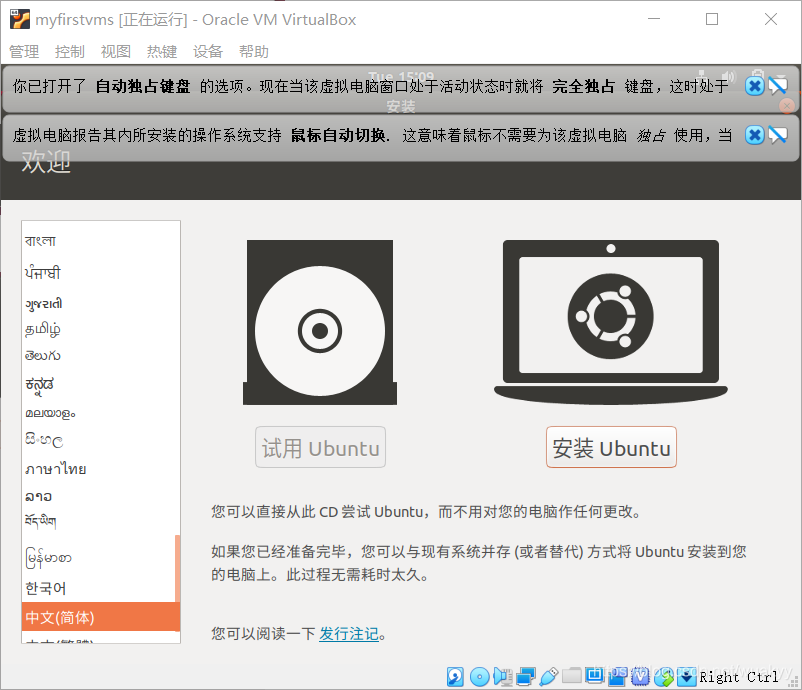 myfirstvms [正在运行] - Oracle VM VirtualBox
管理 控制 视图 热键 设备 帮助
Tue 15:09
你已打开了 自动独占键盘 的选项。现在当该虚拟电脑窗口处于活动状态时就将 完全独占 键盘，这时处于
安装
虚拟电脑报告其内所安装的操作系统支持 鼠标自动切换. 这意味着鼠标不需要为该虚拟电脑 独占 使用，当
欢迎
বাংলা
ਪੰਜਾਬੀ
ગુજરાતી
தமிழ்
తెలుగు
ಕನ್ನಡ
മലയാളം
සිංහල
ภาษาไทย
ລາວ
བོད་ཡིག
မြန်မာစာ
한국어
中文(简体)
中文(繁體)
试用 Ubuntu
安装 Ubuntu
您可以直接从此 CD 尝试 Ubuntu，而不用对您的电脑作任何更改。
如果您已经准备完毕，您可以与现有系统并存 (或者替代) 方式将 Ubuntu 安装到您
的电脑上。此过程无需耗时太久。
您可以阅读一下 发行注记。
Right Ctrl